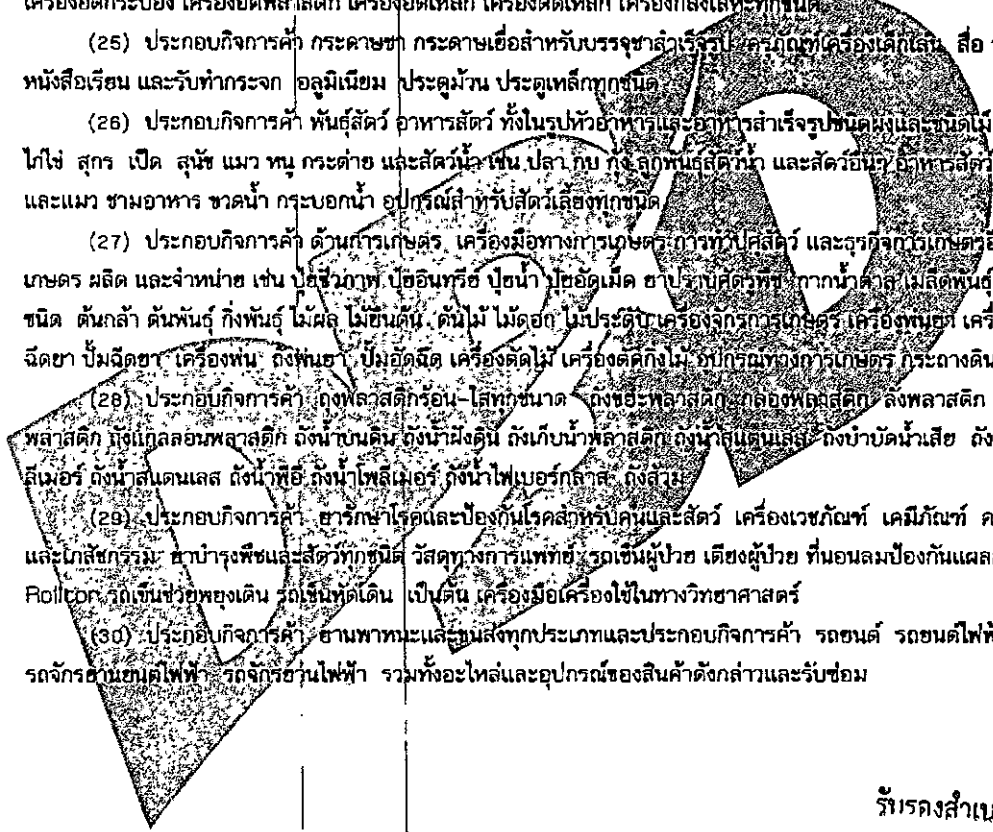 เครื่องอัดกระป๋อง เครื่องอัดพลาสติก เครื่องอัดเหล็ก เครื่องตัดเหล็ก เครื่องกลึงโลหะทุกชนิด
(25) ประกอบกิจการค้า กระดาษชา กระดาษเยื่อสำหรับบรรจุชาสำเร็จรูป ครุภัณฑ์เครื่องเด็กเล่น สื่อ
หนังสือเรียน และรับทำกระจก อลูมิเนียม ประตูม้วน ประตูเหล็กทุกชนิด
(26) ประกอบกิจการค้า พันธุ์สัตว์ อาหารสัตว์ ทั้งในรูปหัวอาหารและอาหารสำเร็จรูปชนิดผงและชนิดเม็ด
ไก่ไข่ สุกร เป็ด สุนัข แมว หนู กระต่าย และสัตว์น้ำ เช่น ปลา กบ กุ้ง ลูกพันธุ์สัตว์น้ำ และสัตว์อื่นๆ อาหารสัตว์
และแมว ชามอาหาร ขวดน้ำ กระบอกน้ำ อุปกรณ์สำหรับสัตว์เลี้ยงทุกชนิด
(27) ประกอบกิจการค้า ด้านการเกษตร เครื่องมือทางการเกษตร การทำปศุสัตว์ และธุรกิจการเกษตร
เกษตร ผลิต และจำหน่าย เช่น ปุ๋ยชีวภาพ ปุ๋ยอินทรีย์ ปุ๋ยน้ำ ปุ๋ยอัดเม็ด ยาปราบศัตรูพืช กากน้ำตาล เมล็ดพันธุ์
ชนิด ต้นกล้า ต้นพันธุ์ กิ่งพันธุ์ ไม้ผล ไม้ยืนต้น ต้นไม้ ไม้ดอก ไม้ประดับ เครื่องจักรการเกษตร เครื่องพ่นยา
ฉีดยา ปั๊มฉีดยา เครื่องพ่น ถังพ่นยา ปั๊มอัดฉีด เครื่องตัดไม้ เครื่องตัดกิ่งไม้ อุปกรณ์ทางการเกษตร กระถางดิน
(28) ประกอบกิจการค้า ถุงพลาสติกร้อน-ใสทุกขนาด ถังขยะพลาสติก กล่องพลาสติก ลังพลาสติก
พลาสติก ถังแกลลอนพลาสติก ถังน้ำบนดิน ถังน้ำฝังดิน ถังเก็บน้ำพลาสติก ถังน้ำสแตนเลส ถังบำบัดน้ำเสีย ถัง
ลิเมอร์ ถังน้ำสแตนเลส ถังน้ำพีอี ถังน้ำโพลิเมอร์ ถังน้ำไฟเบอร์กลาส ถังส้วม
(29) ประกอบกิจการค้า ยารักษาโรคและป้องกันโรคสำหรับคนและสัตว์ เครื่องเวชภัณฑ์ เคมีภัณฑ์
และเภสัชกรรม ยาบำรุงพืชและสัตว์ทุกชนิด วัสดุทางการแพทย์ รถเข็นผู้ป่วย เตียงผู้ป่วย ที่นอนลมป้องกันแผล
รถเข็นช่วยพยุงเดิน รถเข็นหัดเดิน เป็นต้น เครื่องมือเครื่องใช้ในทางวิทยาศาสตร์
(30) ประกอบกิจการค้า ยานพาหนะและขนส่งทุกประเภทและประกอบกิจการค้า รถยนต์ รถยนต์ไฟฟ้า
รถจักรยานยนต์ไฟฟ้า รถจักรยานไฟฟ้า รวมทั้งอะไหล่และอุปกรณ์ของสินค้าดังกล่าวและรับซ่อม
รับรองสำเน